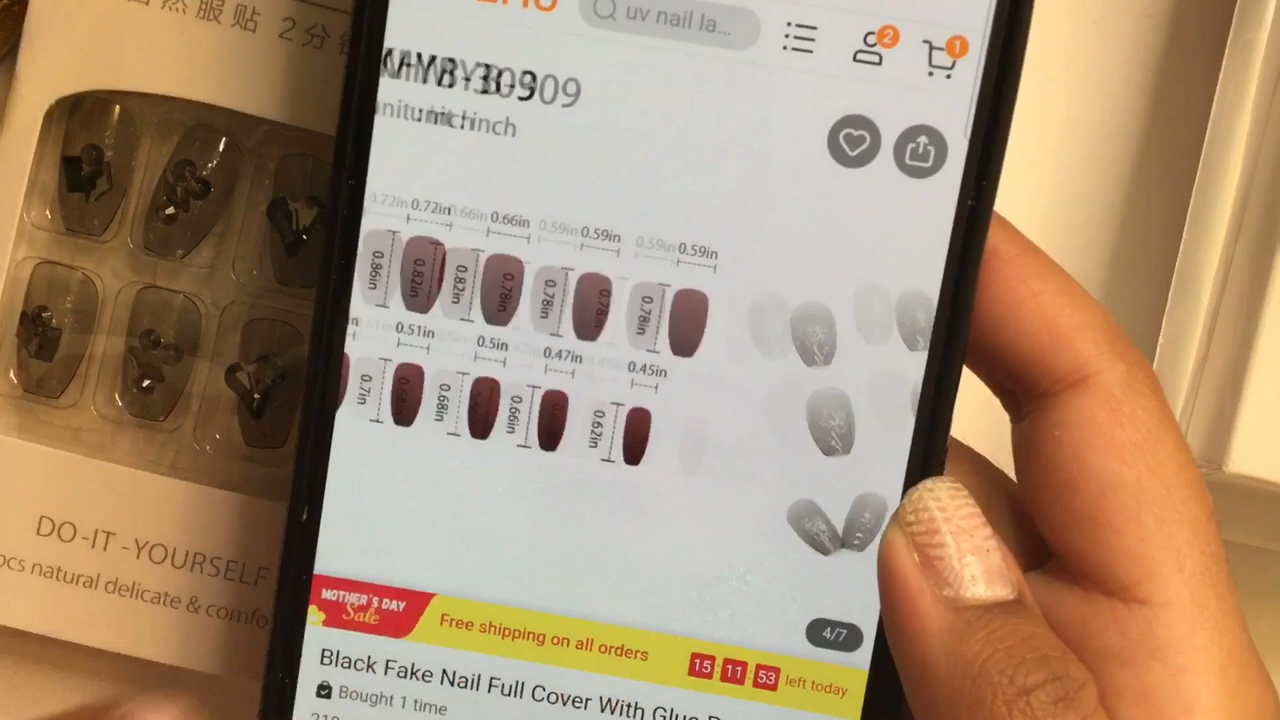 服贴 2分
uv nail la...
2
1
0.72in 0.72in 0.66in 0.66in 0.59in 0.59in 0.59in 0.59in
0.86in 0.82in 0.82in 0.78in 0.78in 0.78in 0.78in
0.51in 0.5in 0.47in 0.45in
0.7in 0.68in 0.68in 0.66in 0.62in
4/7
MOTHER'S DAY
Sale
Free shipping on all orders
15:11:53 left today
Black Fake Nail Full Cover With Glue
Bought 1 time
DO-IT-YOURSELF
natural delicate &